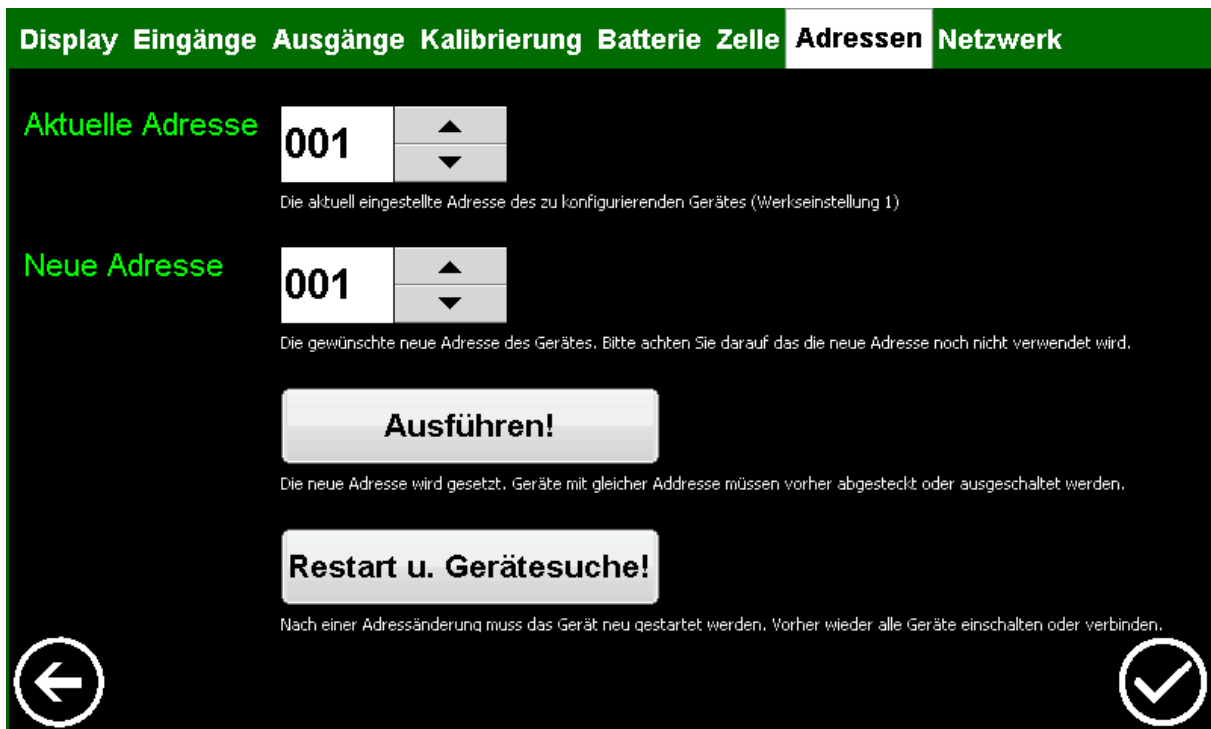 Display Eingänge Ausgänge Kalibrierung Batterie Zelle Adressen Netzwerk
Aktuelle Adresse
001
Die aktuell eingestellte Adresse des zu konfigurierenden Gerätes (Werkseinstellung 1)
Neue Adresse
001
Die gewünschte neue Adresse des Gerätes. Bitte achten Sie darauf das die neue Adresse noch nicht verwendet wird.
Ausführen!
Die neue Adresse wird gesetzt. Geräte mit gleicher Addresse müssen vorher abgesteckt oder ausgeschaltet werden.
Restart u. Gerätesuche!
Nach einer Adressänderung muss das Gerät neu gestartet werden. Vorher wieder alle Geräte einschalten oder verbinden.